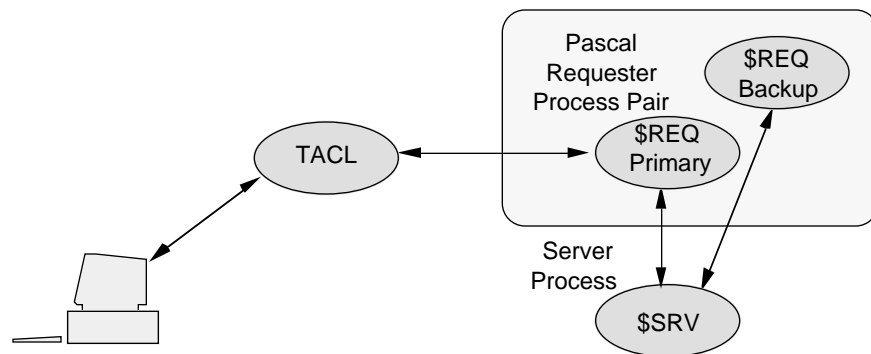 Pascal
Requester
Process Pair
$REQ
Backup
$REQ
Primary
TACL
Server
Process
$SRV